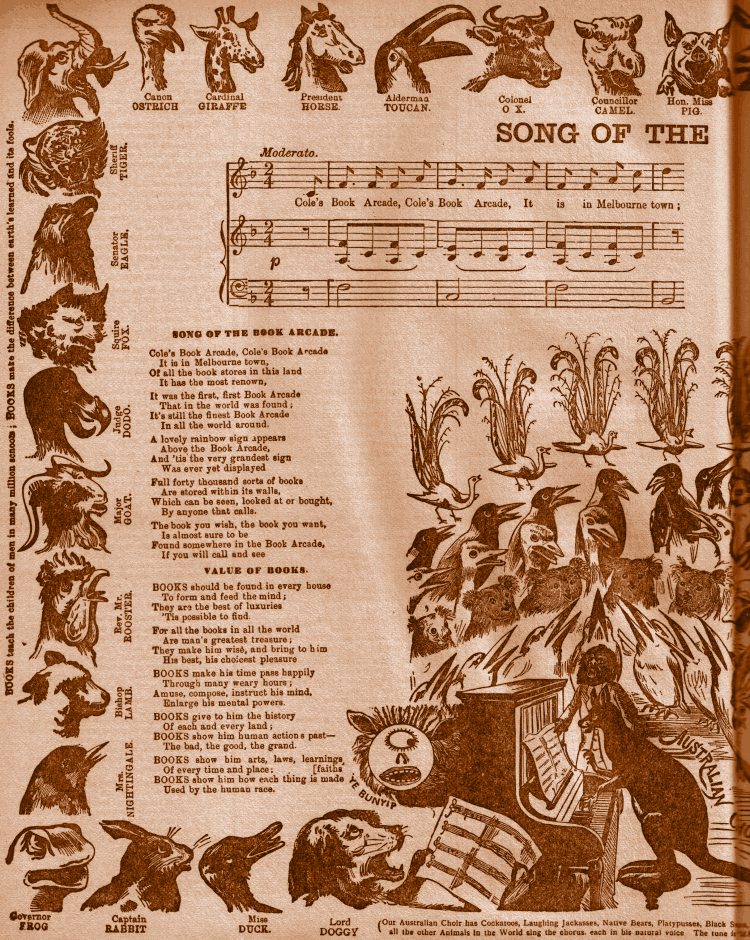 Canon
OSTRICH
Cardinal
GIRAFFE
President
HORSE.
Alderman
TOUCAN.
Colonel
OX.
Councillor
CAMEL.
Hon. Miss
PIG.
SONG OF THE
Moderato.
Cole's Book Arcade, Cole's Book Arcade, It is in Melbourne town;
p
BOOKS teach the children of men in many million schools; BOOKS make the difference between earth's learned and its fools.
Sheriff
TIGER.
Senator
EAGLE.
Squire
FOX.
Judge
DODO.
Major
GOAT.
Rev. Mr.
ROOSTER.
Bishop
LAMB.
Mrs.
NIGHTINGALE.
SONG OF THE BOOK ARCADE.
Cole's Book Arcade, Cole's Book Arcade
It is in Melbourne town,
Of all the book stores in this land
It has the most renown,
It was the first, first Book Arcade
That in the world was found;
It's still the finest Book Arcade
In all the world around.
A lovely rainbow sign appears
Above the Book Arcade,
And 'tis the very grandest sign
Was ever yet displayed
Full forty thousand sorts of books
Are stored within its walls,
Which can be seen, looked at or bought,
By anyone that calls.
The book you wish, the book you want,
Is almost sure to be
Found somewhere in the Book Arcade,
If you will call and see
VALUE OF BOOKS.
BOOKS should be found in every house
To form and feed the mind;
They are the best of luxuries
'Tis possible to find
For all the books in all the world
Are man's greatest treasure;
They make him wise, and bring to him
His best, his choicest pleasure
BOOKS make his time pass happily
Through many weary hours;
Amuse, compose, instruct his mind,
Enlarge his mental powers.
BOOKS give to him the history
Of each and every land;
BOOKS show him human actions past—
The bad, the good, the grand.
BOOKS show him arts, laws, learnings,
Of every time and place; [faiths
BOOKS show him how each thing is made
Used by the human race.
YE BUNYIP
AUSTRALIAN
Governor
FROG
Captain
RABBIT
Miss
DUCK.
Lord
DOGGY
(Our Australian Choir has Cockatoos, Laughing Jackasses, Native Bears, Platypusses, Black
all the other Animals in the World sing the chorus, each in his natural voice The tune is